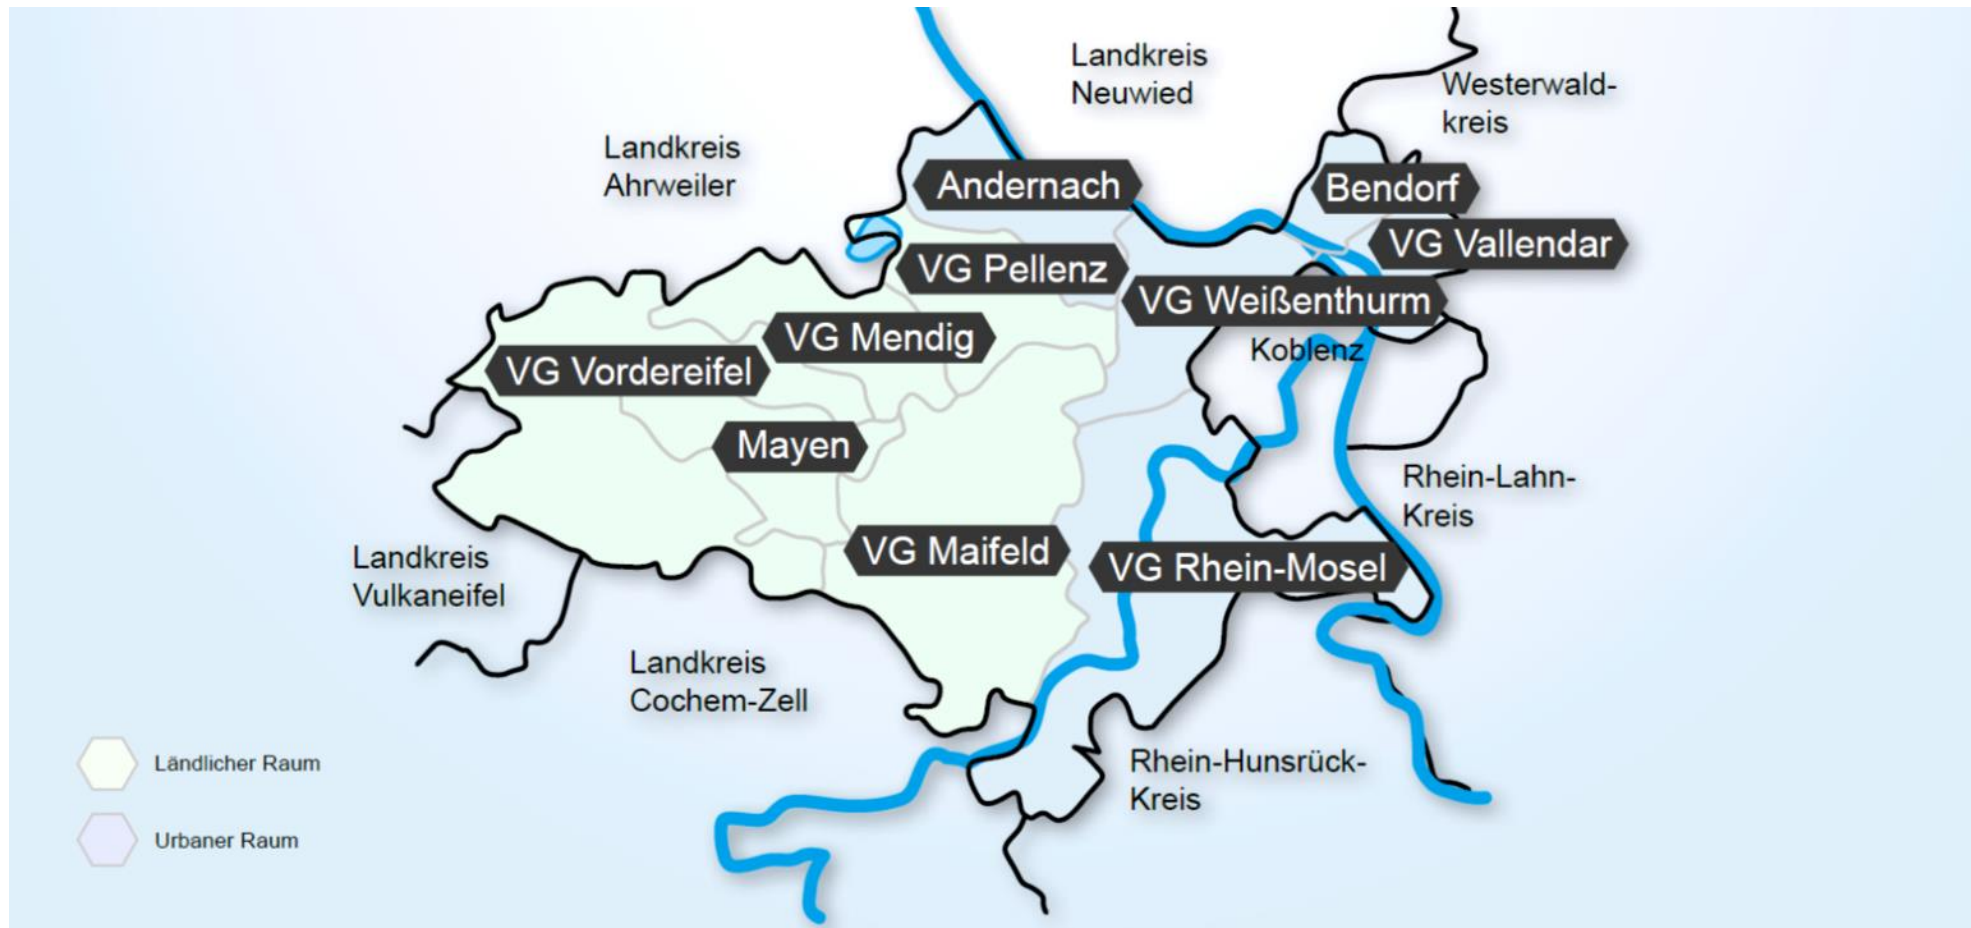 Landkreis
Neuwied
Westerwald-
kreis
Landkreis
Ahrweiler
Andernach
Bendorf
VG Vallendar
VG Pellenz
VG Weißenthurm
VG Mendig
Koblenz
VG Vordereifel
Mayen
Rhein-Lahn-
Kreis
VG Maifeld
VG Rhein-Mosel
Landkreis
Vulkaneifel
Landkreis
Cochem-Zell
Rhein-Hunsrück-
Kreis
Ländlicher Raum
Urbaner Raum